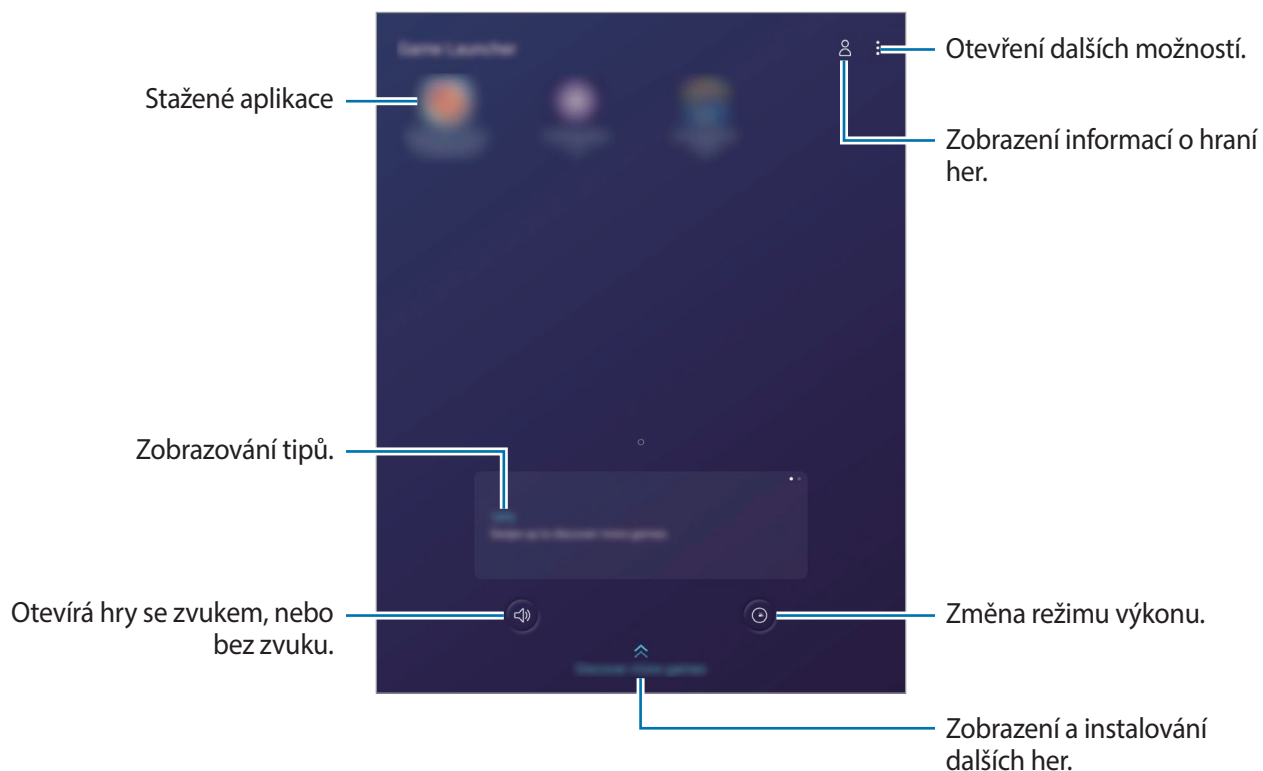 Game Launcher
Otevření dalších možností.
Stažené aplikace
Zobrazení informací o hraní
her.
Zobrazování tipů.
Swipe up to discover more games
Otevírá hry se zvukem, nebo
bez zvuku.
Změna režimu výkonu.
Discover more games
Zobrazení a instalování
dalších her.